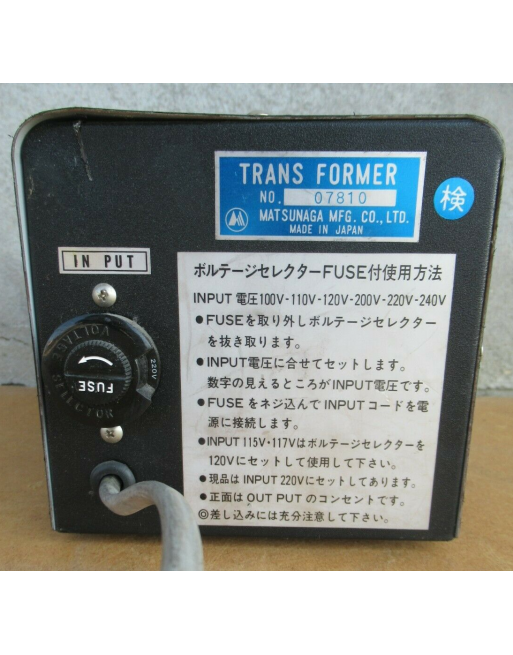 TRANS FORMER
NO. 07810
MATSUNAGA MFG. CO., LTD.
MADE IN JAPAN
検
IN PUT
ボルテージセレクターFUSE付使用方法
INPUT 電圧100V-110V-120V-200V-220V-240V
●FUSEを取り外しボルテージセレクター
を抜き取ります。
●INPUT電圧に合せてセットします。
数字の見えるところがINPUT電圧です。
●FUSEをネジ込んでINPUTコードを電
源に接続します。
●INPUT 115V・117Vはボルテージセレクターを
120Vにセットして使用して下さい。
●現品はINPUT 220Vにセットしてあります。
●正面はOUT PUTのコンセントです。
◎差し込みには充分注意して下さい。
VOLTAGE
220V
FUSE
SELECTOR